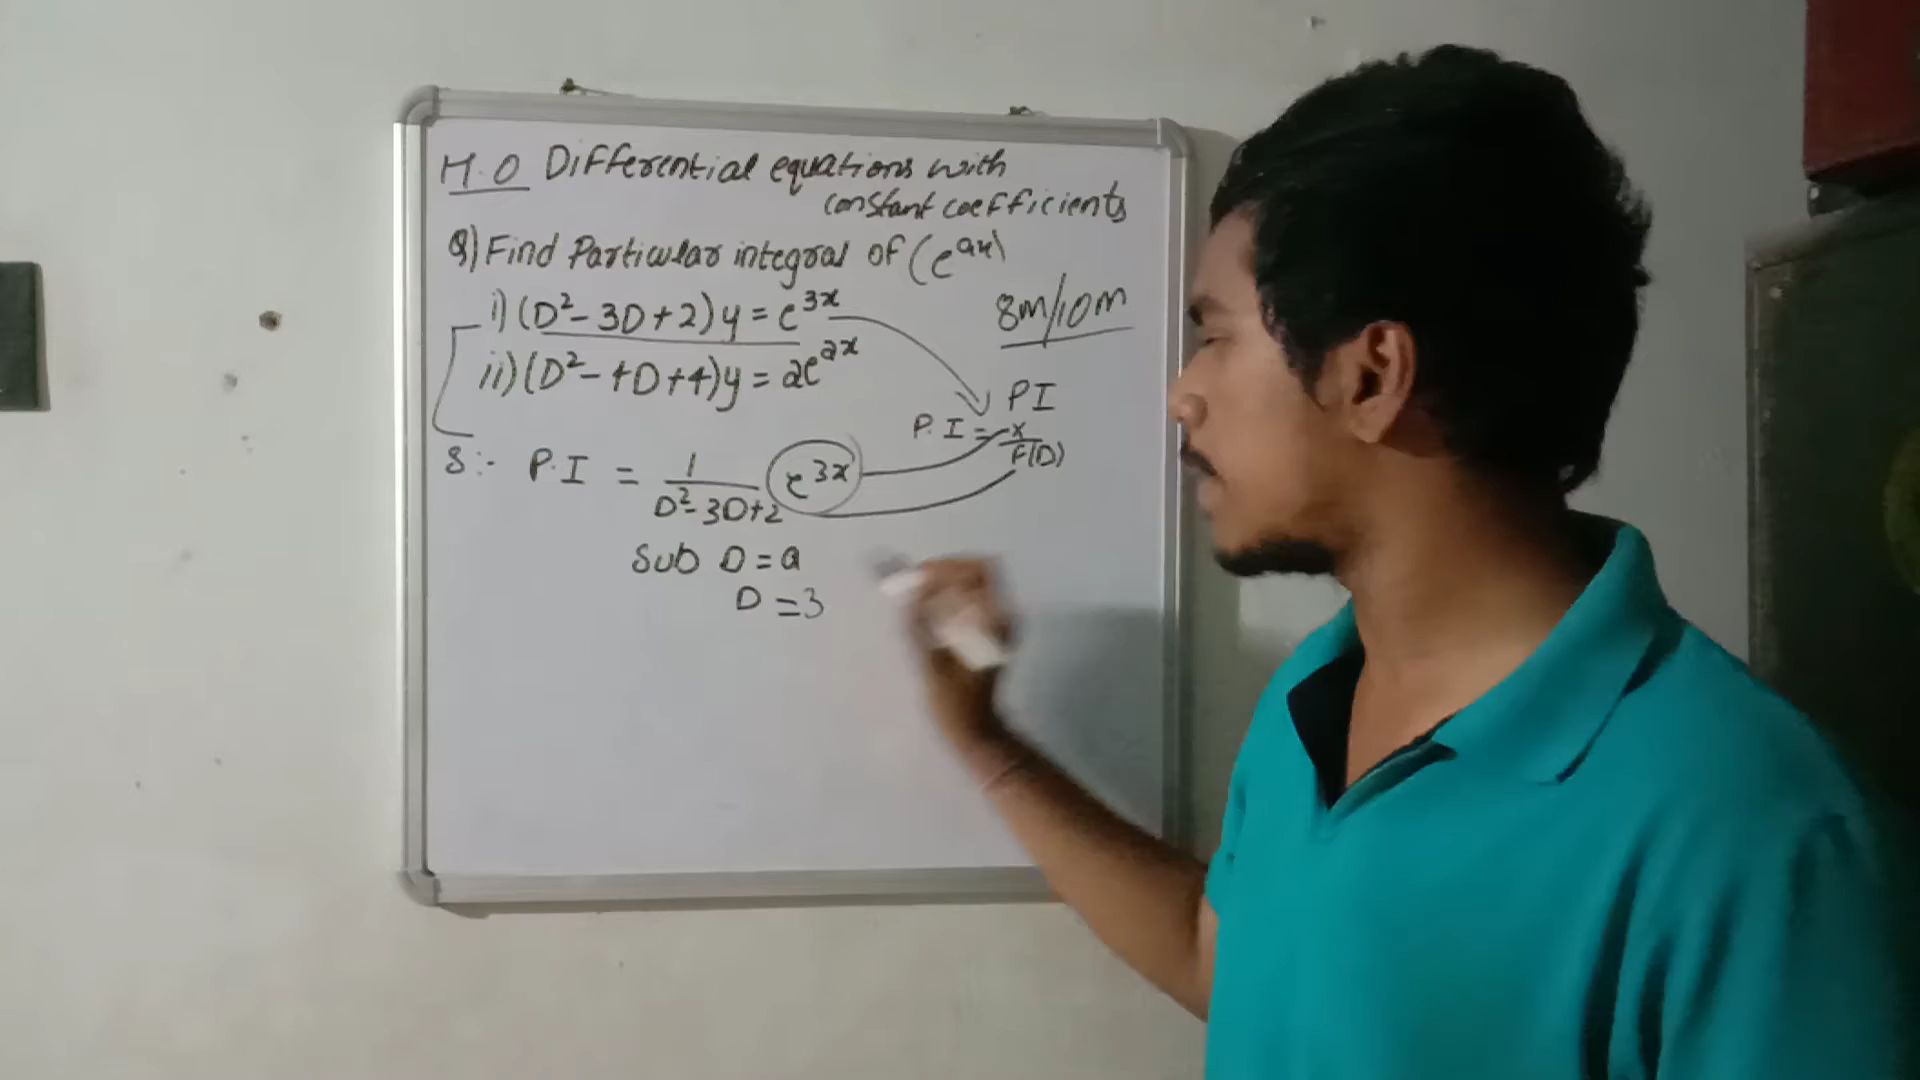 H.O Differential equations with
constant coefficients
Q) Find Particular integral of (e^ax)
i) (D²- 3D+2)y = e^3x
8m/10m
ii) (D²- 4D+4)y = 2e^2x
PI
P.I = x/F(D)
S:- P.I = 1/D²-3D+2 e^3x
Sub D = a
D = 3